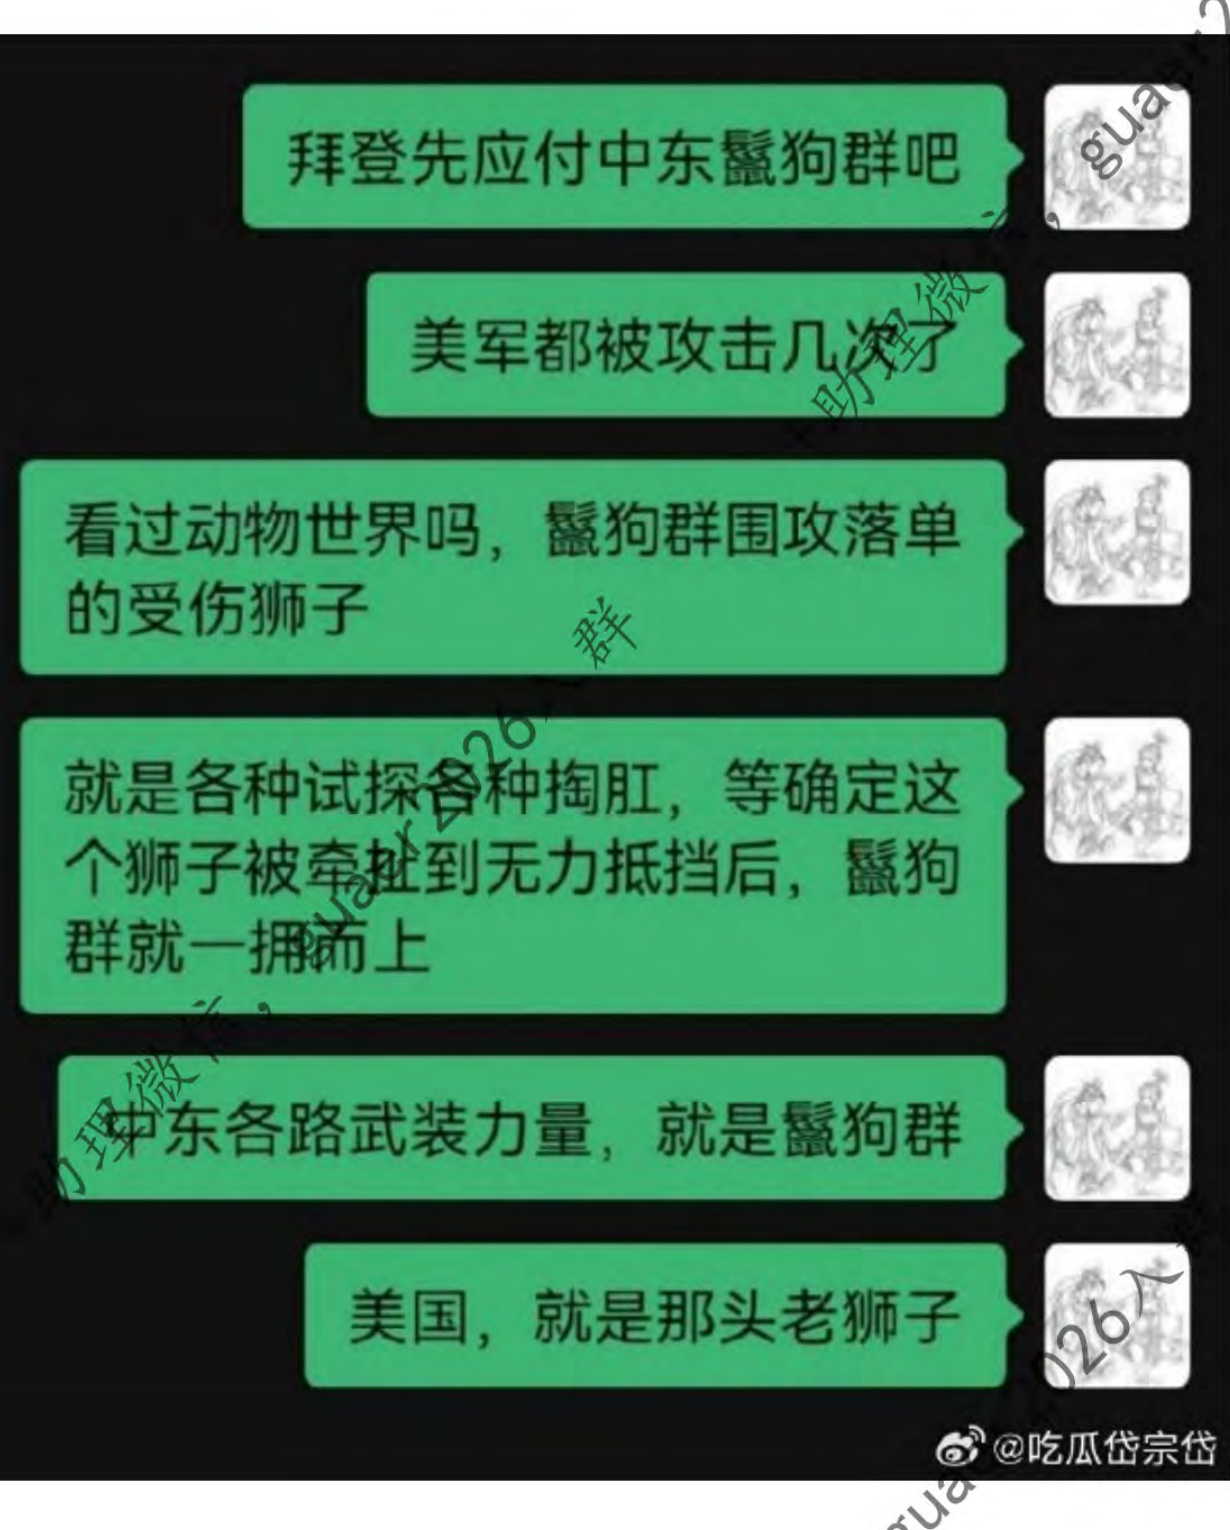 拜登先应付中东鬣狗群吧
美军都被攻击几次了
看过动物世界吗，鬣狗群围攻落单
的受伤狮子
就是各种试探各种掏肛，等确定这
个狮子被牵扯到无力抵挡后，鬣狗
群就一拥而上
中东各路武装力量，就是鬣狗群
美国，就是那头老狮子
@吃瓜岱宗岱
助理微信，guaer2026入群